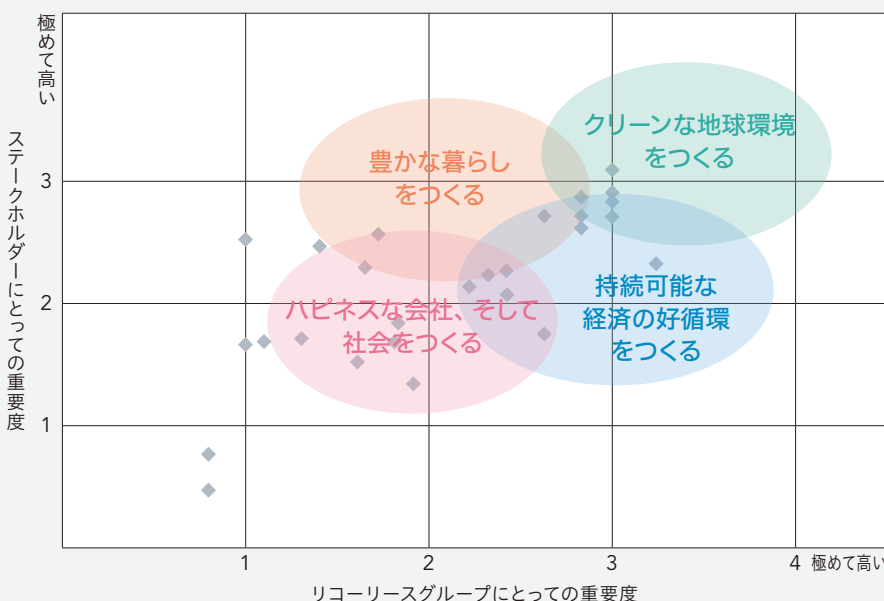 極めて高い
ステークホルダーにとっての重要度
3
2
1
クリーンな地球環境
をつくる
豊かな暮らし
をつくる
持続可能な
経済の好循環
をつくる
ハピネスな会社、そして
社会をつくる
1
2
3
4
極めて高い
リコーリースグループにとっての重要度